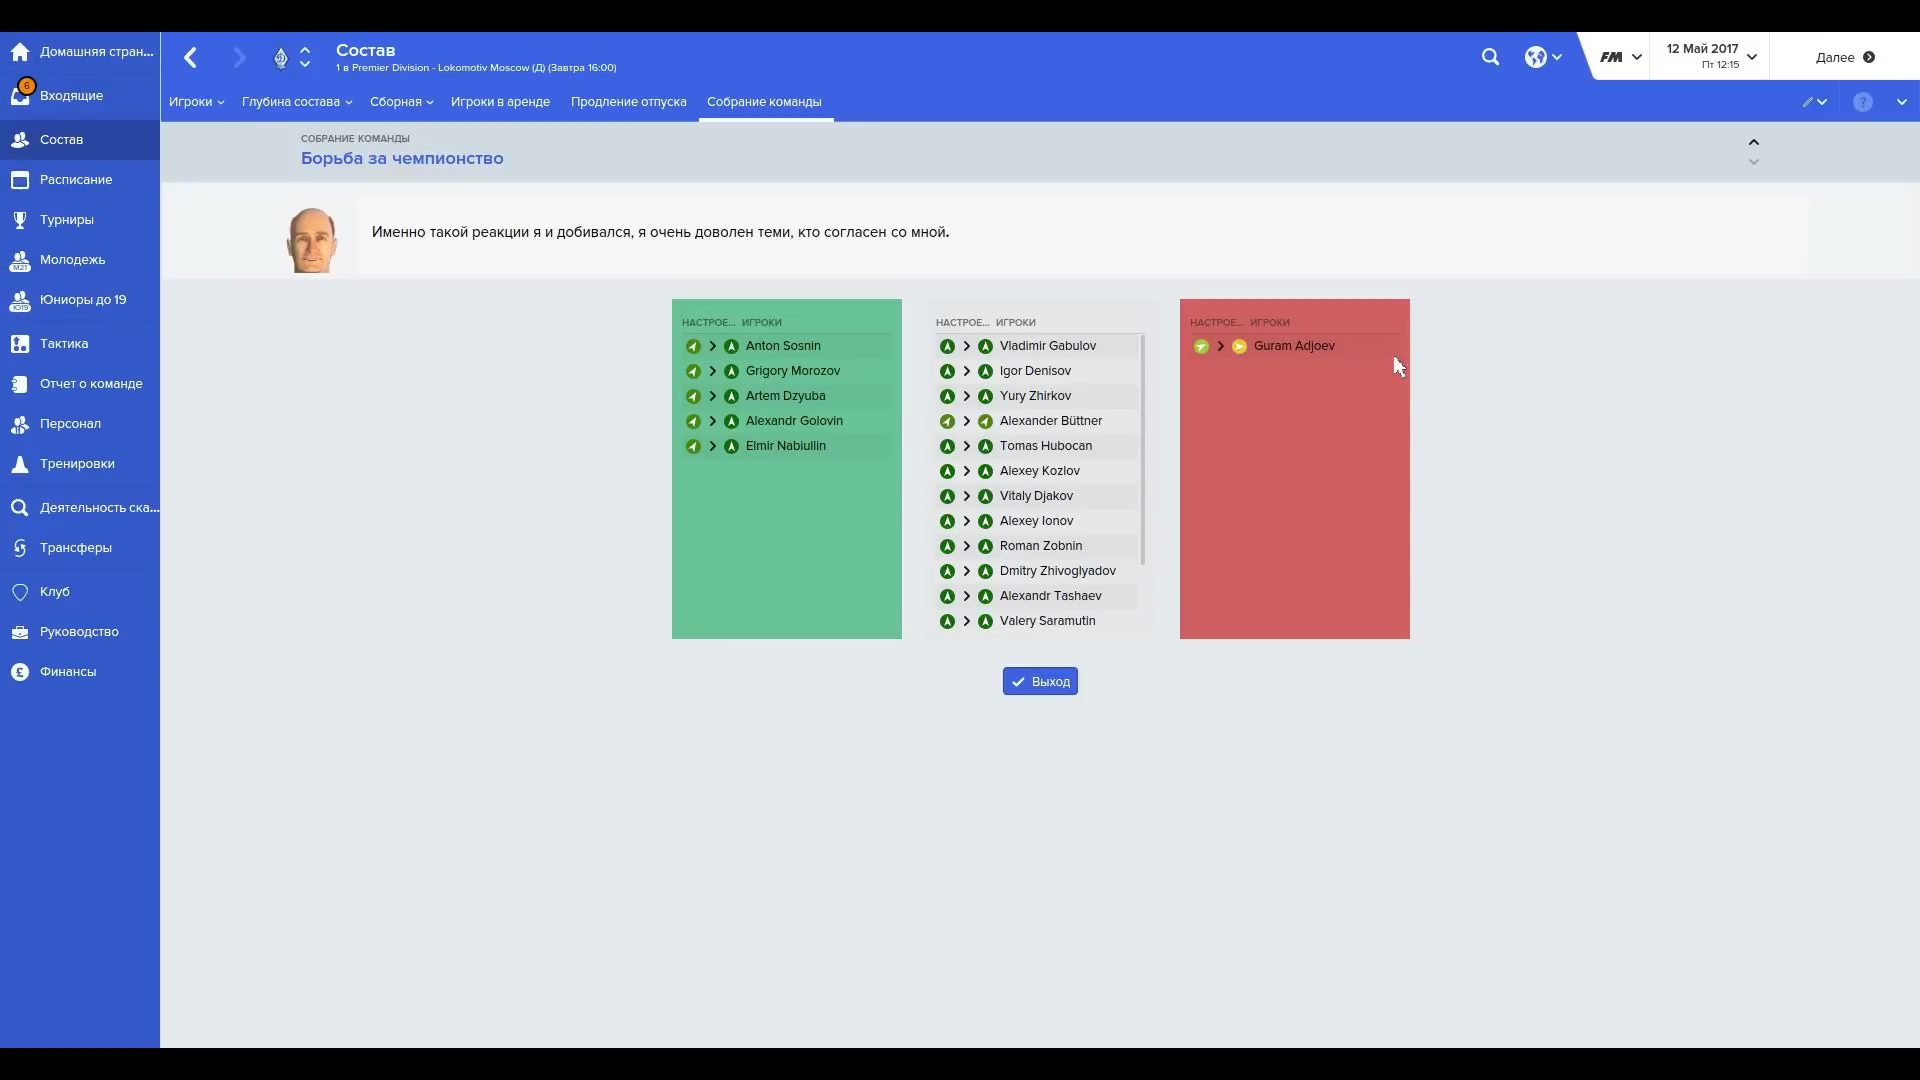 Домашняя стран...
6
Входящие
Состав
Расписание
Турниры
M21
Молодежь
Ю19
Юниоры до 19
Тактика
Отчет о команде
Персонал
Тренировки
Деятельность ска...
Трансферы
Клуб
Руководство
£
Финансы
Состав
1 в Premier Division - Lokomotiv Moscow (Д) (Завтра 16:00)
FM
12 Май 2017
Пт 12:15
Далее
Игроки
Глубина состава
Сборная
Игроки в аренде
Продление отпуска
Собрание команды
?
СОБРАНИЕ КОМАНДЫ
Борьба за чемпионство
Именно такой реакции я и добивался, я очень доволен теми, кто согласен со мной.
НАСТРОЕ... ИГРОКИ
Anton Sosnin
Grigory Morozov
Artem Dzyuba
Alexandr Golovin
Elmir Nabiullin
НАСТРОЕ... ИГРОКИ
Vladimir Gabulov
Igor Denisov
Yury Zhirkov
Alexander Büttner
Tomas Hubocan
Alexey Kozlov
Vitaly Djakov
Alexey Ionov
Roman Zobnin
Dmitry Zhivoglyadov
Alexandr Tashaev
Valery Saramutin
НАСТРОЕ... ИГРОКИ
Guram Adjoev
Выход